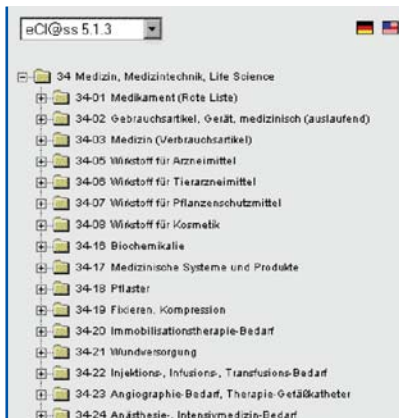 eCl@ss 5.1.3
34 Medizin, Medizintechnik, Life Science
34-01 Medikament (Rote Liste)
34-02 Gebrauchsartikel, Gerät, medizinisch (auslaufend)
34-03 Medizin (Verbrauchsartikel)
34-05 Wirkstoff für Arzneimittel
34-06 Wirkstoff für Tierarzneimittel
34-07 Wirkstoff für Pflanzenschutzmittel
34-08 Wirkstoff für Kosmetik
34-16 Biochemikalie
34-17 Medizinische Systeme und Produkte
34-18 Pflaster
34-19 Fixieren, Kompression
34-20 Immobilisationstherapie-Bedarf
34-21 Wundversorgung
34-22 Injektions-, Infusions-, Transfusions-Bedarf
34-23 Angiographie-Bedarf, Therapie-Gefäßkatheter
34-24 Anästhesie-, Intensivmedizin-Bedarf